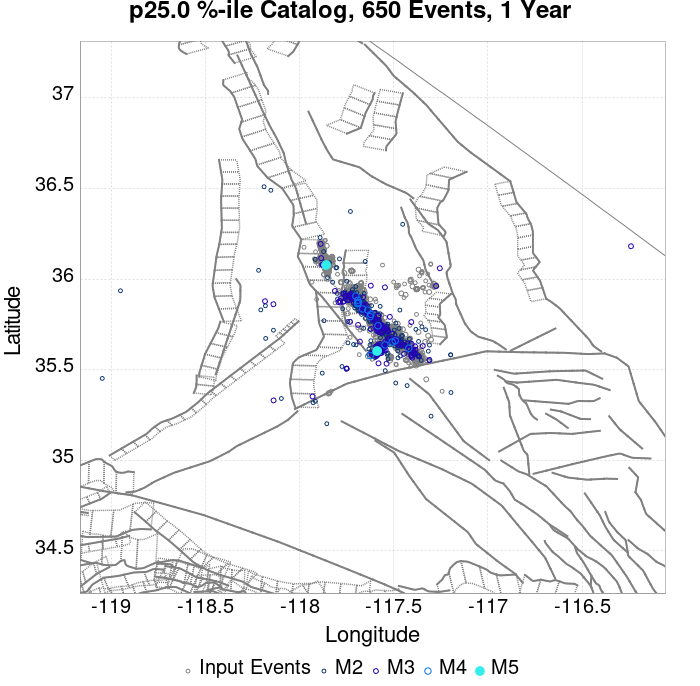 p25.0 %-ile Catalog, 650 Events, 1 Year
37
36.5
36
35.5
35
34.5
Latitude
-119 -118.5 -118 -117.5 -117 -116.5
Longitude
Input Events M2 M3 M4 M5